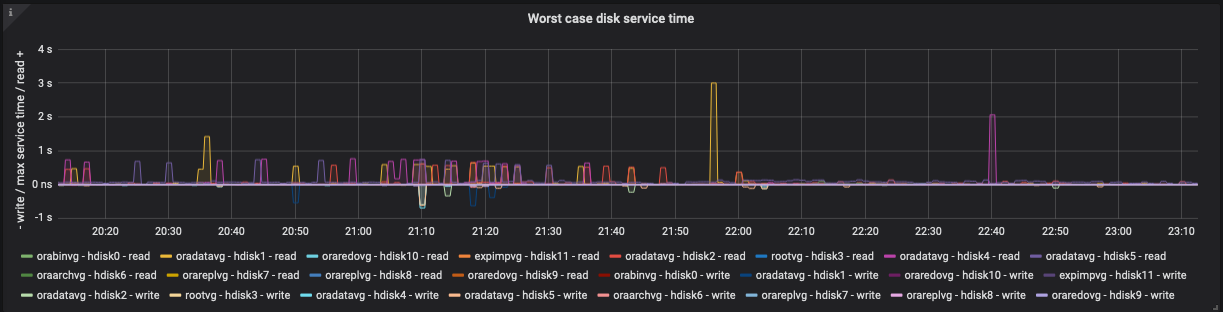 Worst case disk service time
- write / max service time / read +
4 s
3 s
2 s
1 s
0 ns
-1 s
20:20 20:30 20:40 20:50 21:00 21:10 21:20 21:30 21:40 21:50 22:00 22:10 22:20 22:30 22:40 22:50 23:00 23:10
orabinvg - hdisk0 - read oradatavg - hdisk1 - read oraredovg - hdisk10 - read expimpvg - hdisk11 - read oradatavg - hdisk2 - read rootvg - hdisk3 - read oradatavg - hdisk4 - read oradatavg - hdisk5 - read
oraarchvg - hdisk6 - read orareplvg - hdisk7 - read orareplvg - hdisk8 - read oraredovg - hdisk9 - read orabinvg - hdisk0 - write oradatavg - hdisk1 - write oraredovg - hdisk10 - write expimpvg - hdisk11 - write
oradatavg - hdisk2 - write rootvg - hdisk3 - write oradatavg - hdisk4 - write oradatavg - hdisk5 - write oraarchvg - hdisk6 - write orareplvg - hdisk7 - write orareplvg - hdisk8 - write oraredovg - hdisk9 - write